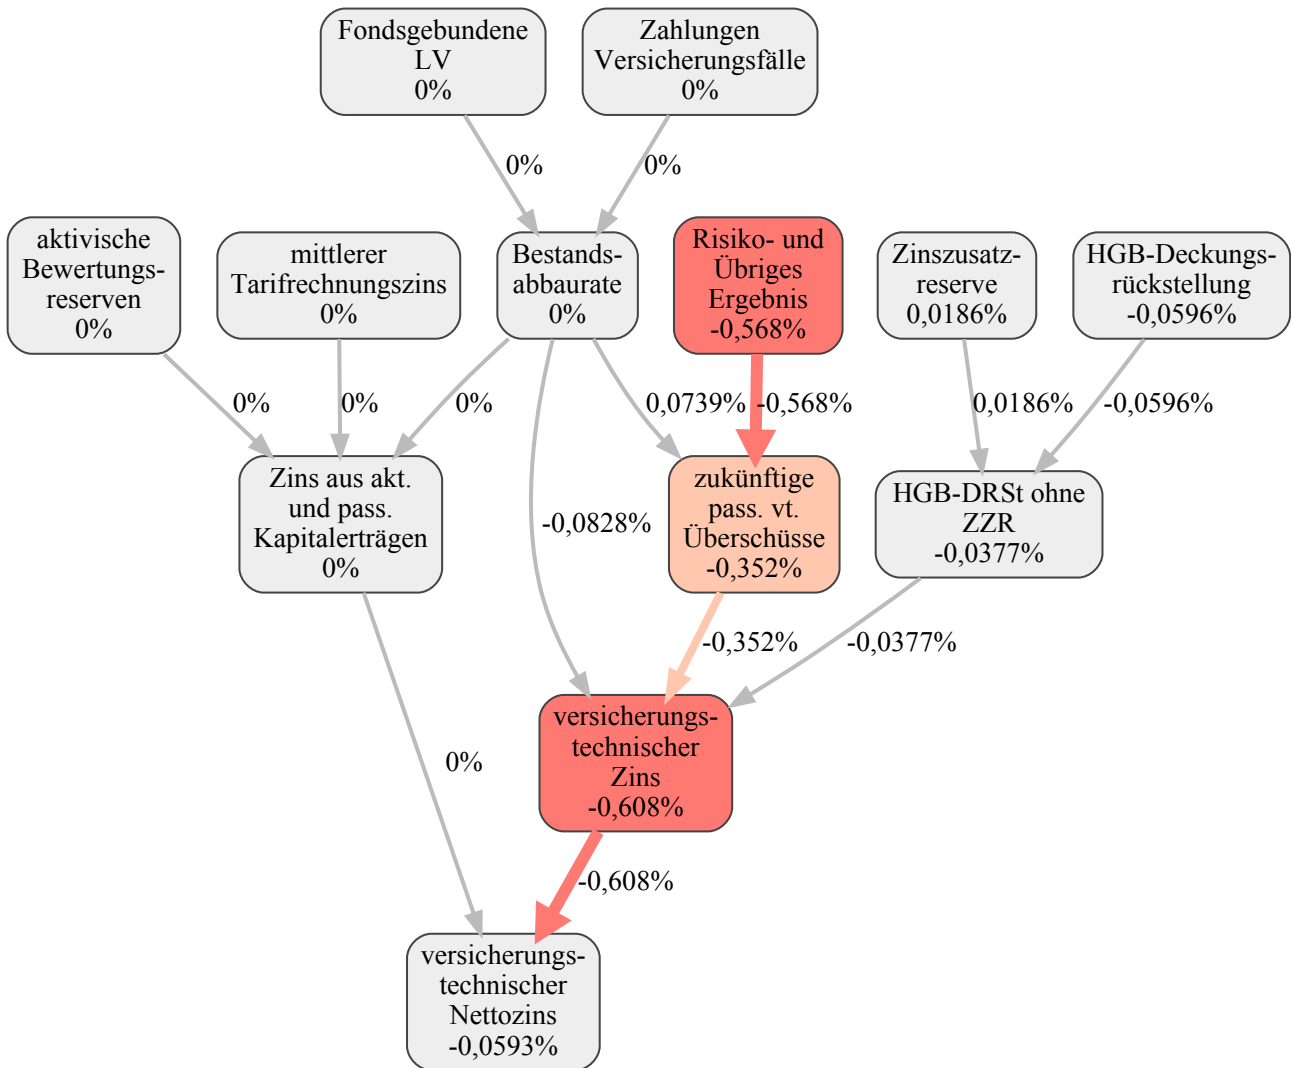 Fondsgebundene
LV
0%
Zahlungen
Versicherungsfälle
0%
0%
0%
aktivische
Bewertungs-
reserven
0%
mittlerer
Tarifrechnungszins
0%
Bestands-
abbaurate
0%
Risiko- und
Übriges
Ergebnis
-0,568%
Zinszusatz-
reserve
0,0186%
HGB-Deckungs-
rückstellung
-0,0596%
0%
0%
0%
0,0739%
-0,568%
0,0186%
-0,0596%
Zins aus akt.
und pass.
Kapitalerträgen
0%
-0,0828%
zukünftige
pass. vt.
Überschüsse
-0,352%
HGB-DRSt ohne
ZZR
-0,0377%
-0,352%
-0,0377%
versicherungs-
technischer
Zins
-0,608%
0%
-0,608%
versicherungs-
technischer
Nettozins
-0,0593%